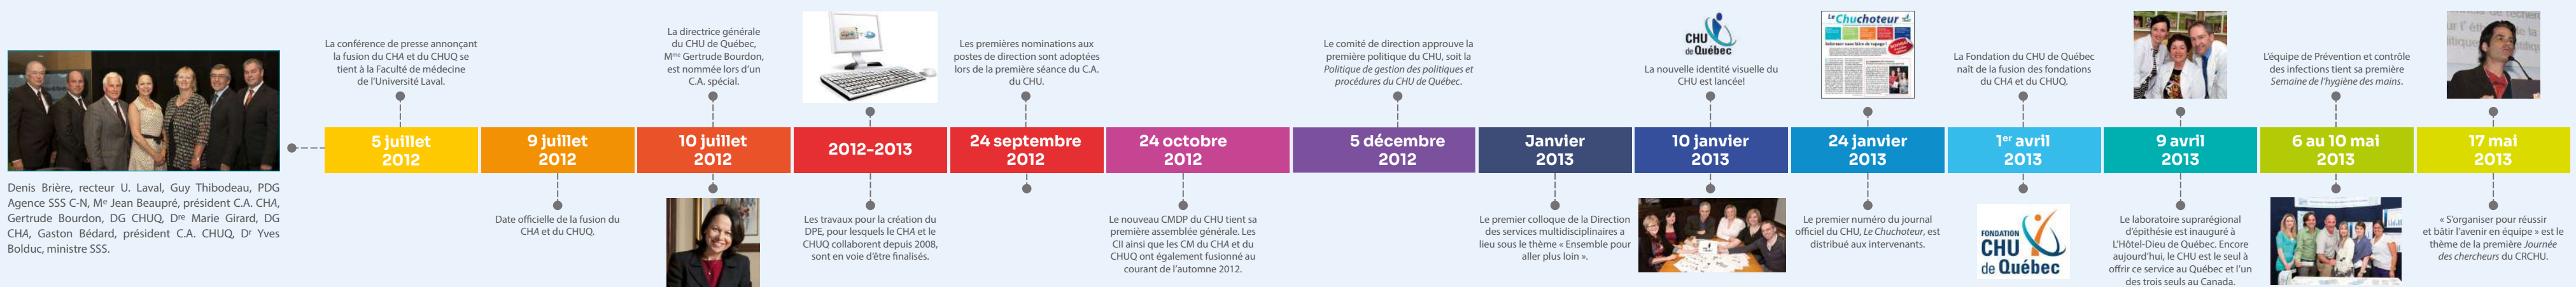 Denis Brière, recteur U. Laval, Guy Thibodeau, PDG
Agence SSS C-N, Me Jean Beaupré, président C.A. CHA,
Gertrude Bourdon, DG CHUQ, Dre Marie Girard, DG
CHA, Gaston Bédard, président C.A. CHUQ, Dr Yves
Bolduc, ministre SSS.
La conférence de presse annonçant
la fusion du CHA et du CHUQ se
tient à la Faculté de médecine
de l'Université Laval.
5 juillet
2012
9 juillet
2012
Date officielle de la fusion du
CHA et du CHUQ.
La directrice générale
du CHU de Québec,
Mme Gertrude Bourdon,
est nommée lors d'un
C.A. spécial.
10 juillet
2012
2012-2013
Les travaux pour la création du
DPE, pour lesquels le CHA et le
CHUQ collaborent depuis 2008,
sont en voie d'être finalisés.
Les premières nominations aux
postes de direction sont adoptées
lors de la première séance du C.A.
du CHU.
24 septembre
2012
24 octobre
2012
Le nouveau CMDP du CHU tient sa
première assemblée générale. Les
CII ainsi que les CM du CHA et du
CHUQ ont également fusionné au
courant de l'automne 2012.
Le comité de direction approuve la
première politique du CHU, soit la
Politique de gestion des politiques et
procédures du CHU de Québec.
5 décembre
2012
Janvier
2013
Le premier colloque de la Direction
des services multidisciplinaires a
lieu sous le thème « Ensemble pour
aller plus loin ».
CHU
de Québec
La nouvelle identité visuelle du
CHU est lancée!
10 janvier
2013
Le Chuchoteur
24 janvier
2013
Le premier numéro du journal
officiel du CHU, Le Chuchoteur, est
distribué aux intervenants.
La Fondation du CHU de Québec
naît de la fusion des fondations
du CHA et du CHUQ.
1er avril
2013
FONDATION
CHU
de Québec
9 avril
2013
Le laboratoire suprarégional
d'épithésie est inauguré à
L'Hôtel-Dieu de Québec. Encore
aujourd'hui, le CHU est le seul à
offrir ce service au Québec et l'un
des trois seuls au Canada.
L'équipe de Prévention et contrôle
des infections tient sa première
Semaine de l'hygiène des mains.
6 au 10 mai
2013
17 mai
2013
« S'organiser pour réussir
et bâtir l'avenir en équipe » est le
thème de la première Journée
des chercheurs du CRCHU.